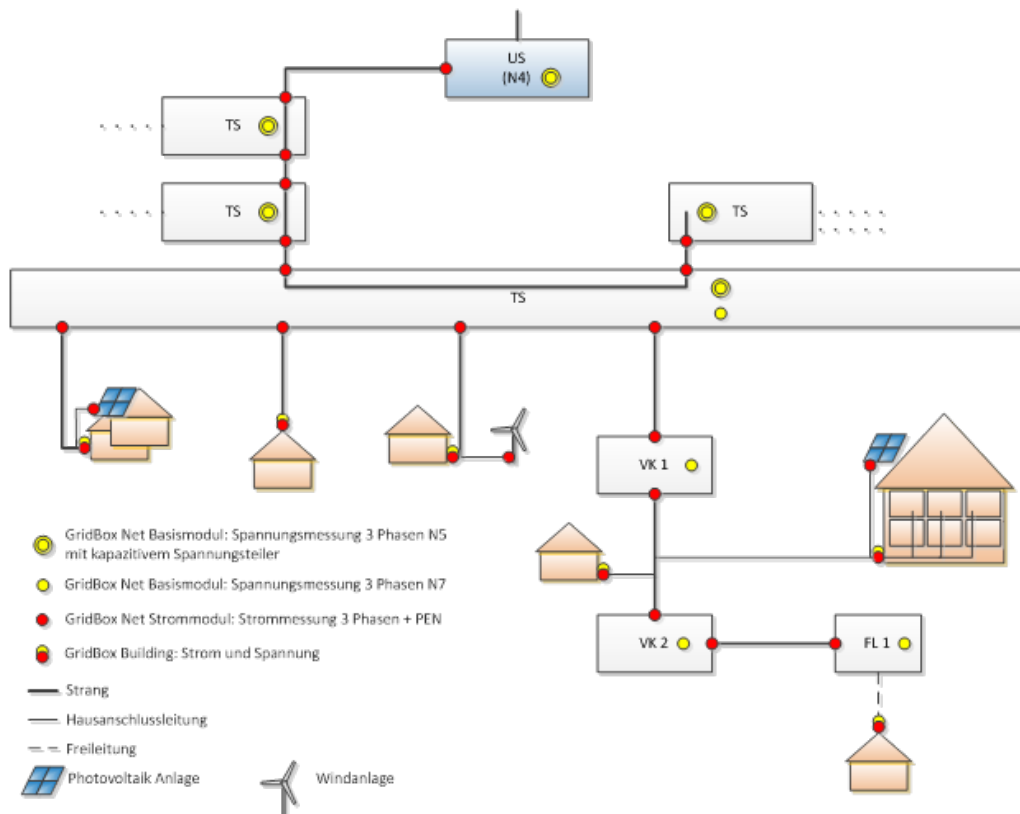 US
(N4)
TS
TS
TS
TS
VK 1
VK 2
FL 1
GridBox Net Basismodul: Spannungsmessung 3 Phasen N5
mit kapazitivem Spannungsteiler
GridBox Net Basismodul: Spannungsmessung 3 Phasen N7
GridBox Net Strommodul: Strommessung 3 Phasen + PEN
GridBox Building: Strom und Spannung
Strang
Hausanschlussleitung
Freileitung
Photovoltaik Anlage
Windanlage